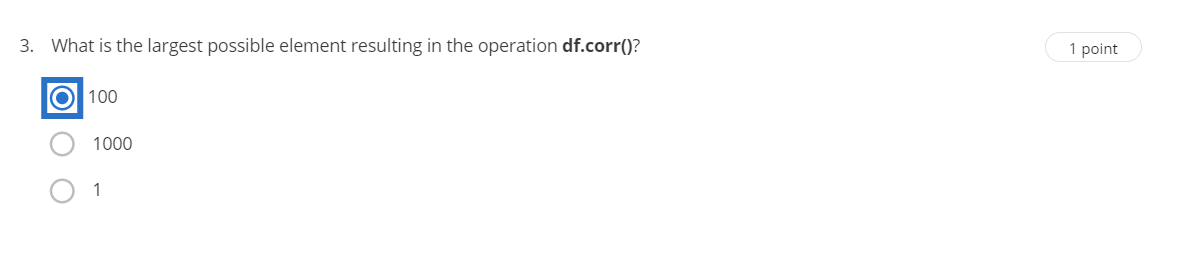 3. What is the largest possible element resulting in the operation df.corr()?
1 point
100
1000
1